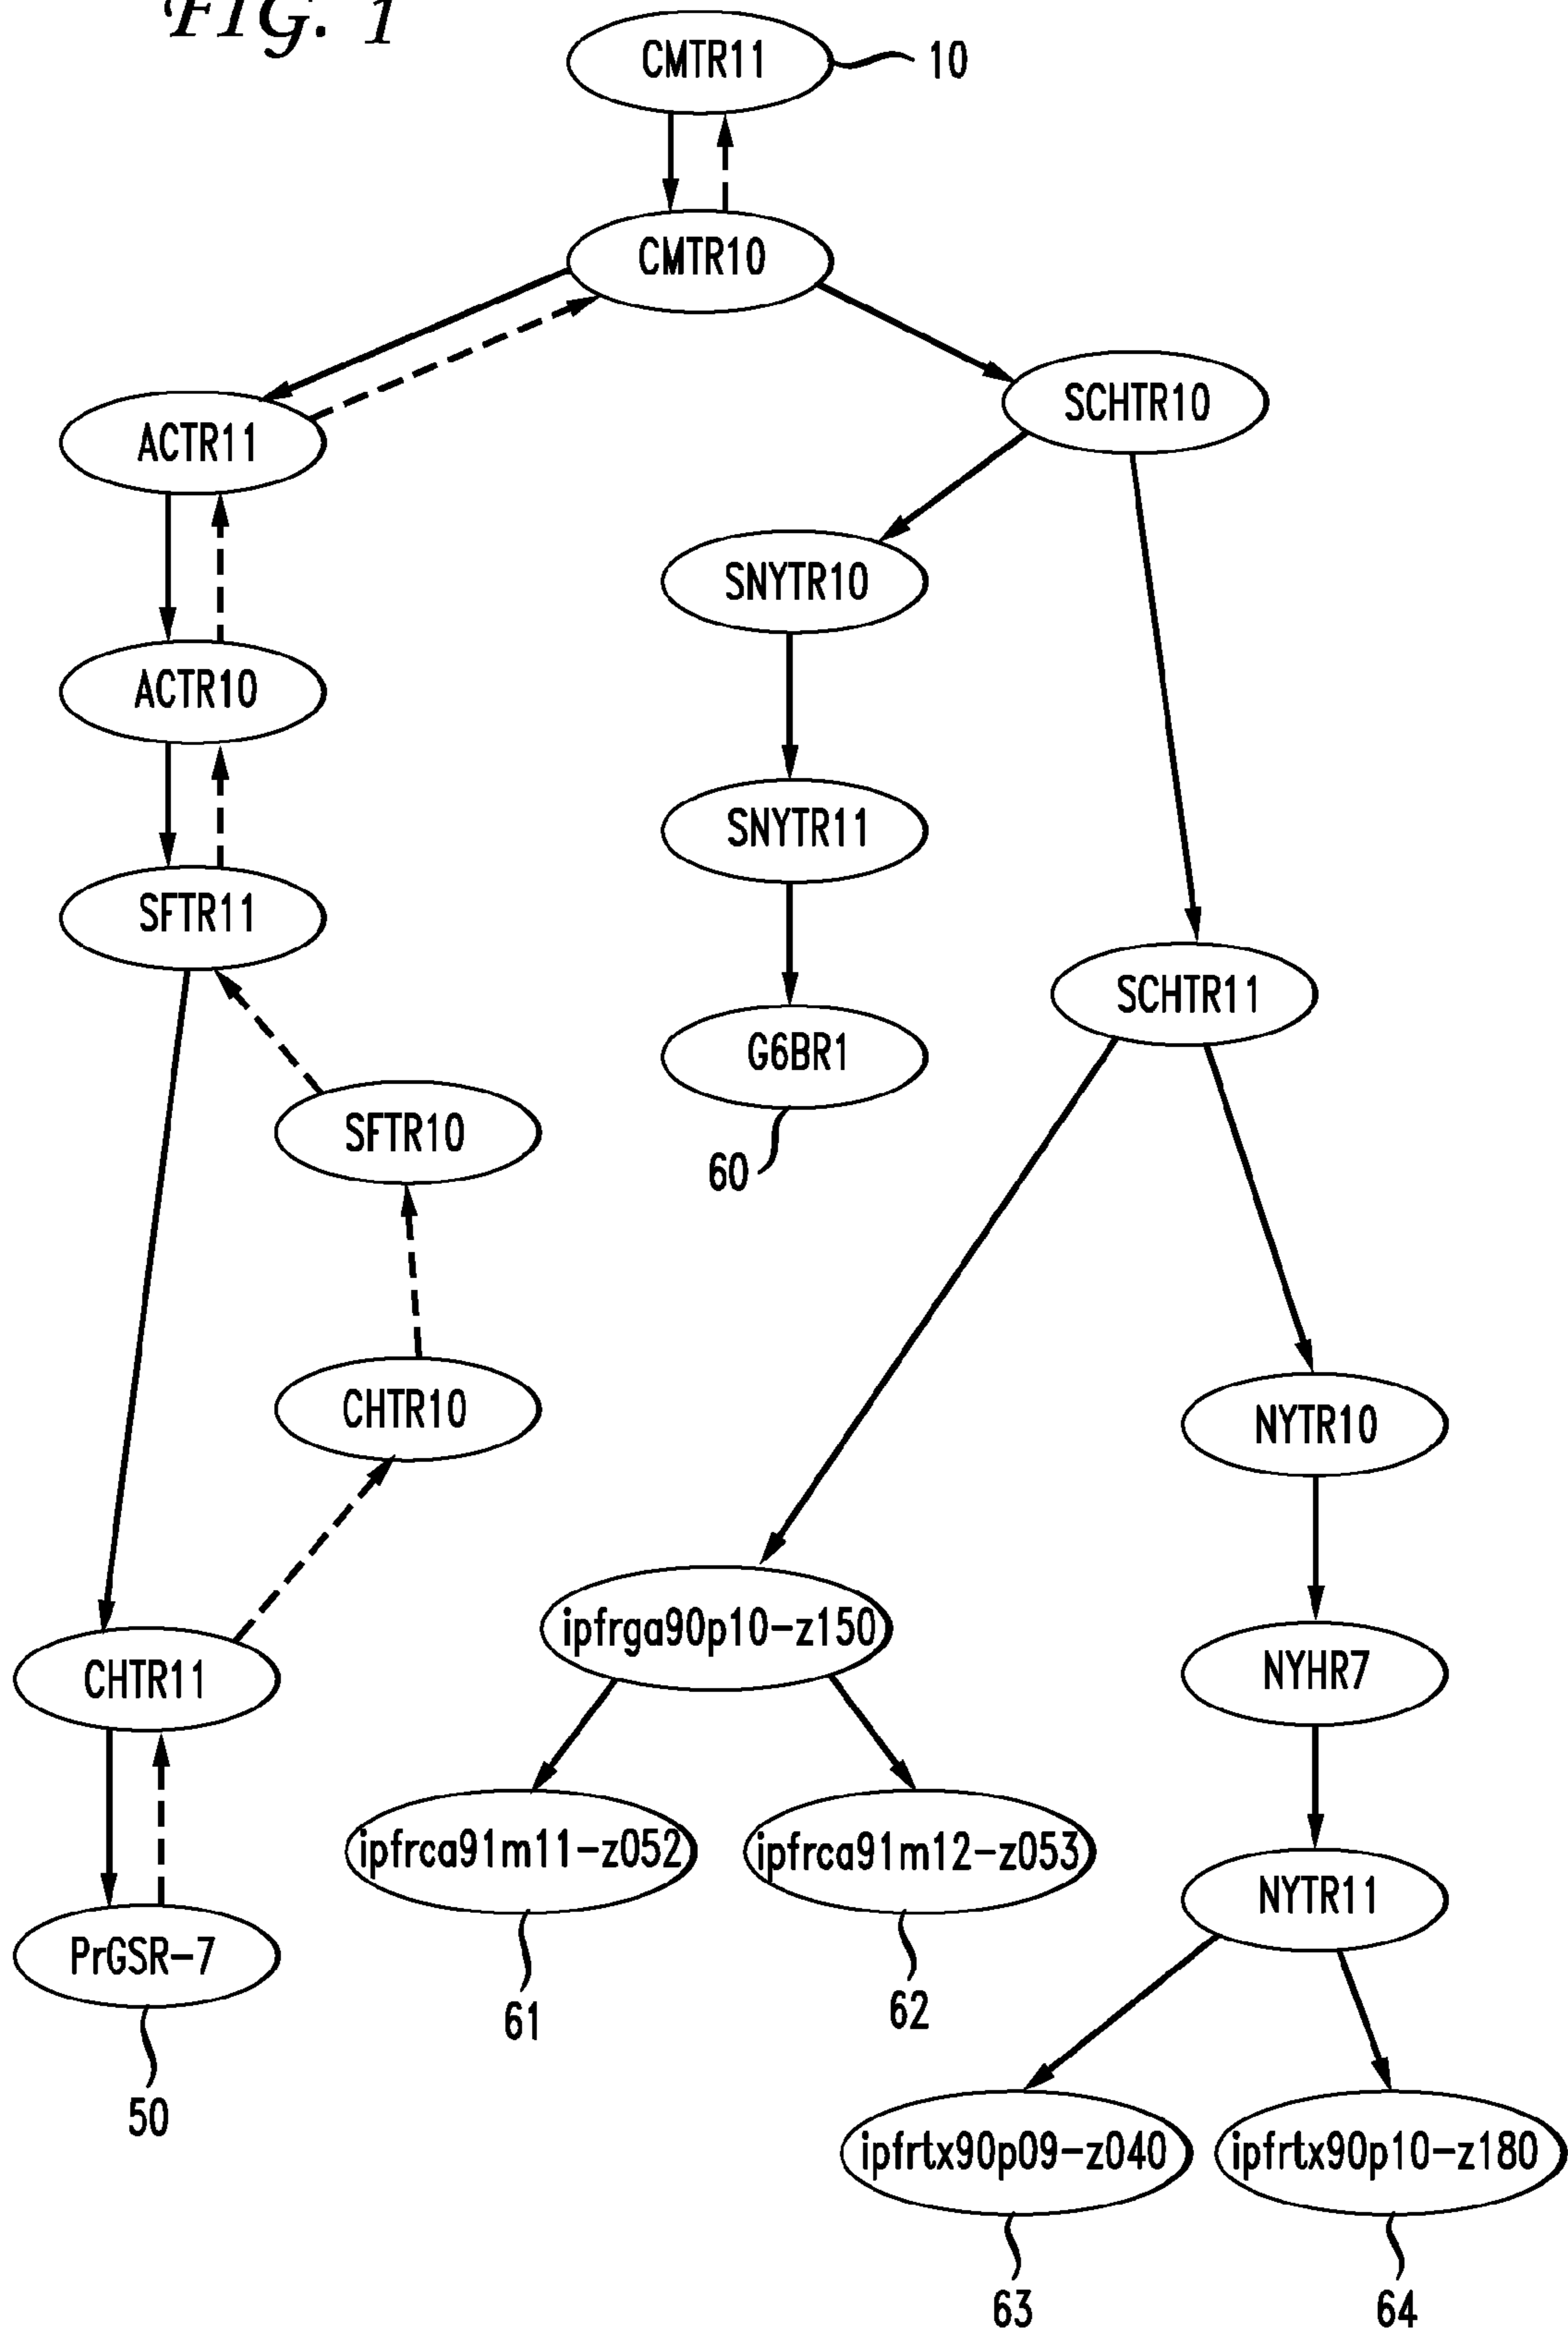 FIG. 1
CMTR11
10
CMTR10
SCHTR10
ACTR11
SNYTR10
ACTR10
SNYTR11
SFTR11
SCHTR11
G6BR1
SFTR10
60
CHTR10
NYTR10
ipfrga90p10-z150
NYHR7
CHTR11
ipfrca91m11-z052
ipfrca91m12-z053
NYTR11
PrGSR-7
61
62
50
ipfrtx90p09-z040
ipfrtx90p10-z180
63
64